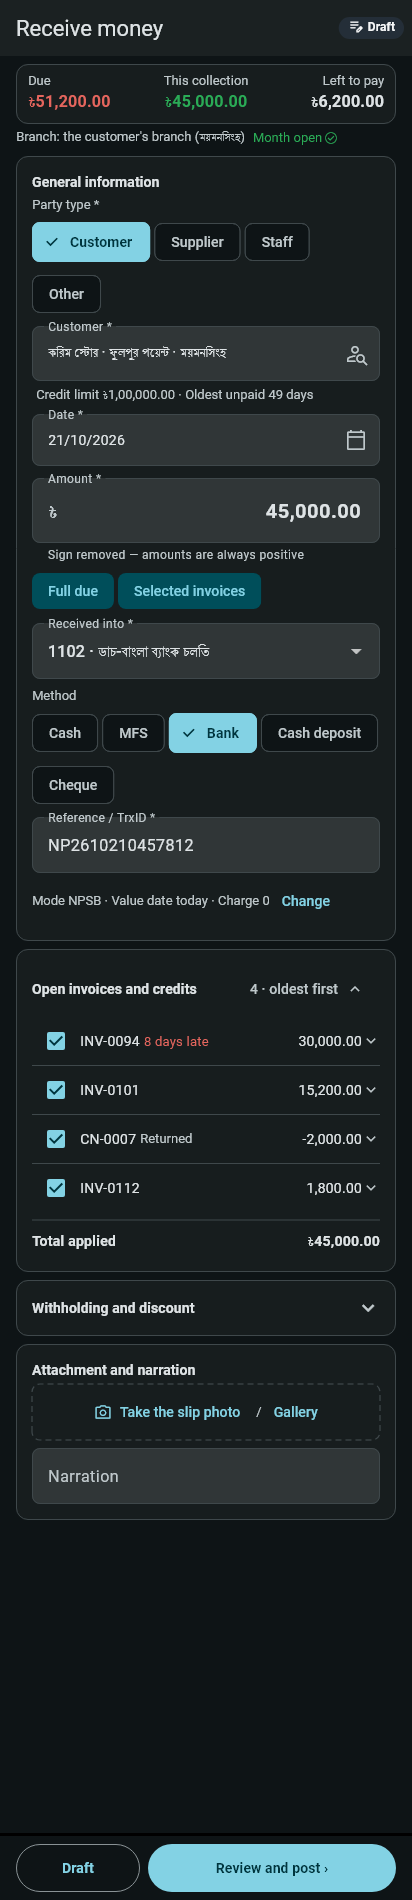 Receive money
Draft
Due This collection Left to pay
৳51,200.00 ৳45,000.00 ৳6,200.00
Branch: the customer's branch (ময়মনসিংহ) Month open
General information
Party type *
Customer Supplier Staff
Other
Customer *
করিম স্টোর · ফুলপুর পয়েন্ট · ময়মনসিংহ
Credit limit ৳1,00,000.00 · Oldest unpaid 49 days
Date *
21/10/2026
Amount *
৳ 45,000.00
Sign removed — amounts are always positive
Full due Selected invoices
Received into *
1102 · ডাচ-বাংলা ব্যাংক চলতি
Method
Cash MFS Bank Cash deposit
Cheque
Reference / TrxID *
NP2610210457812
Mode NPSB · Value date today · Charge 0 Change
Open invoices and credits 4 · oldest first
INV-0094 8 days late 30,000.00
INV-0101 15,200.00
CN-0007 Returned -2,000.00
INV-0112 1,800.00
Total applied ৳45,000.00
Withholding and discount
Attachment and narration
Take the slip photo / Gallery
Narration
Draft Review and post ›